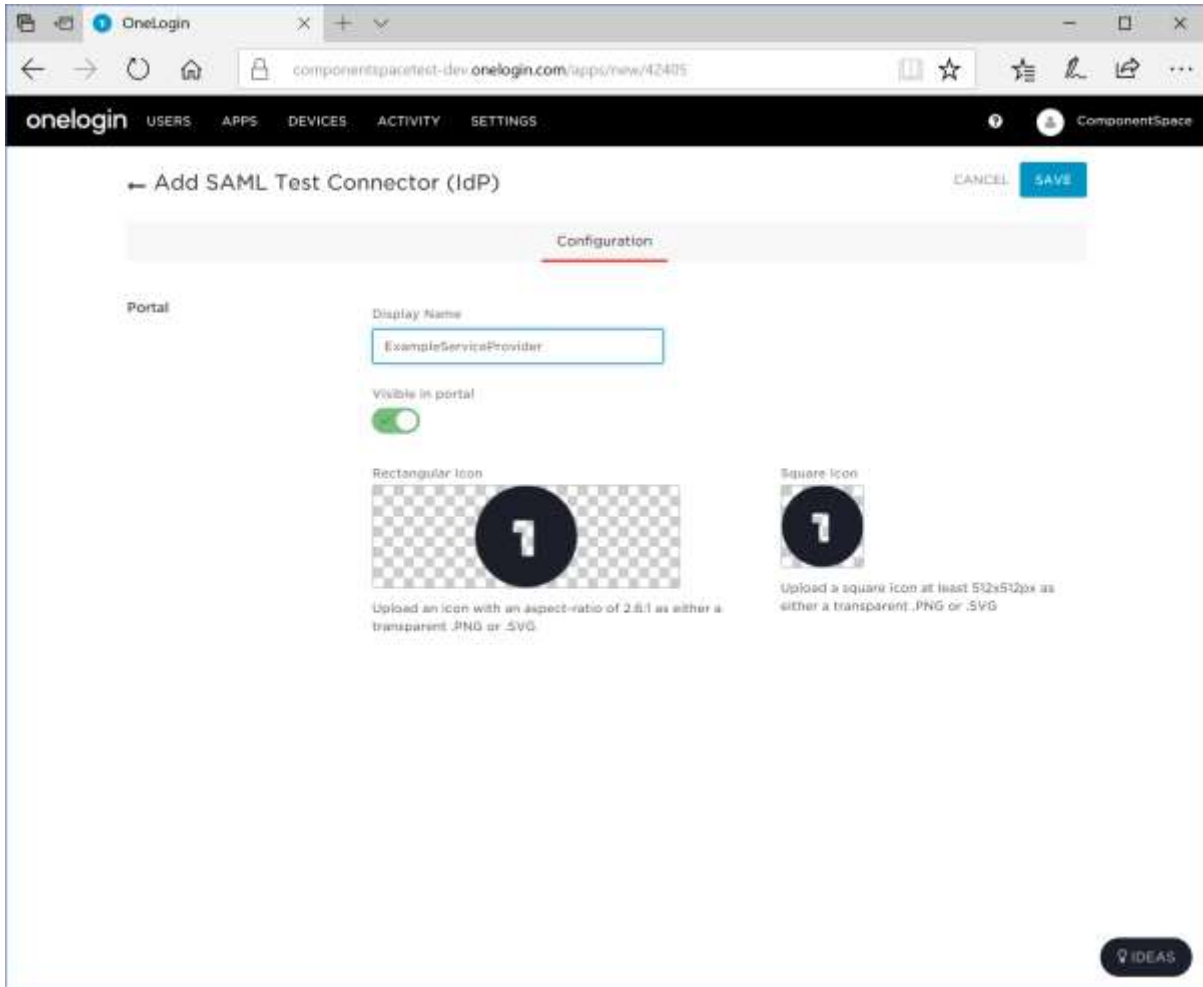 OneLogin
componentspacetest-dev.onelogin.com/apps/new/42405
onelogin USERS APPS DEVICES ACTIVITY SETTINGS ? ComponentSpace
← Add SAML Test Connector (IdP) CANCEL SAVE
Configuration
Portal
Display Name
ExampleServiceProvider
Visible in portal
Rectangular Icon
Square Icon
1
1
Upload an icon with an aspect-ratio of 2.6:1 as either a
transparent .PNG or .SVG
Upload a square icon at least 512x512px as
either a transparent .PNG or .SVG
IDEAS